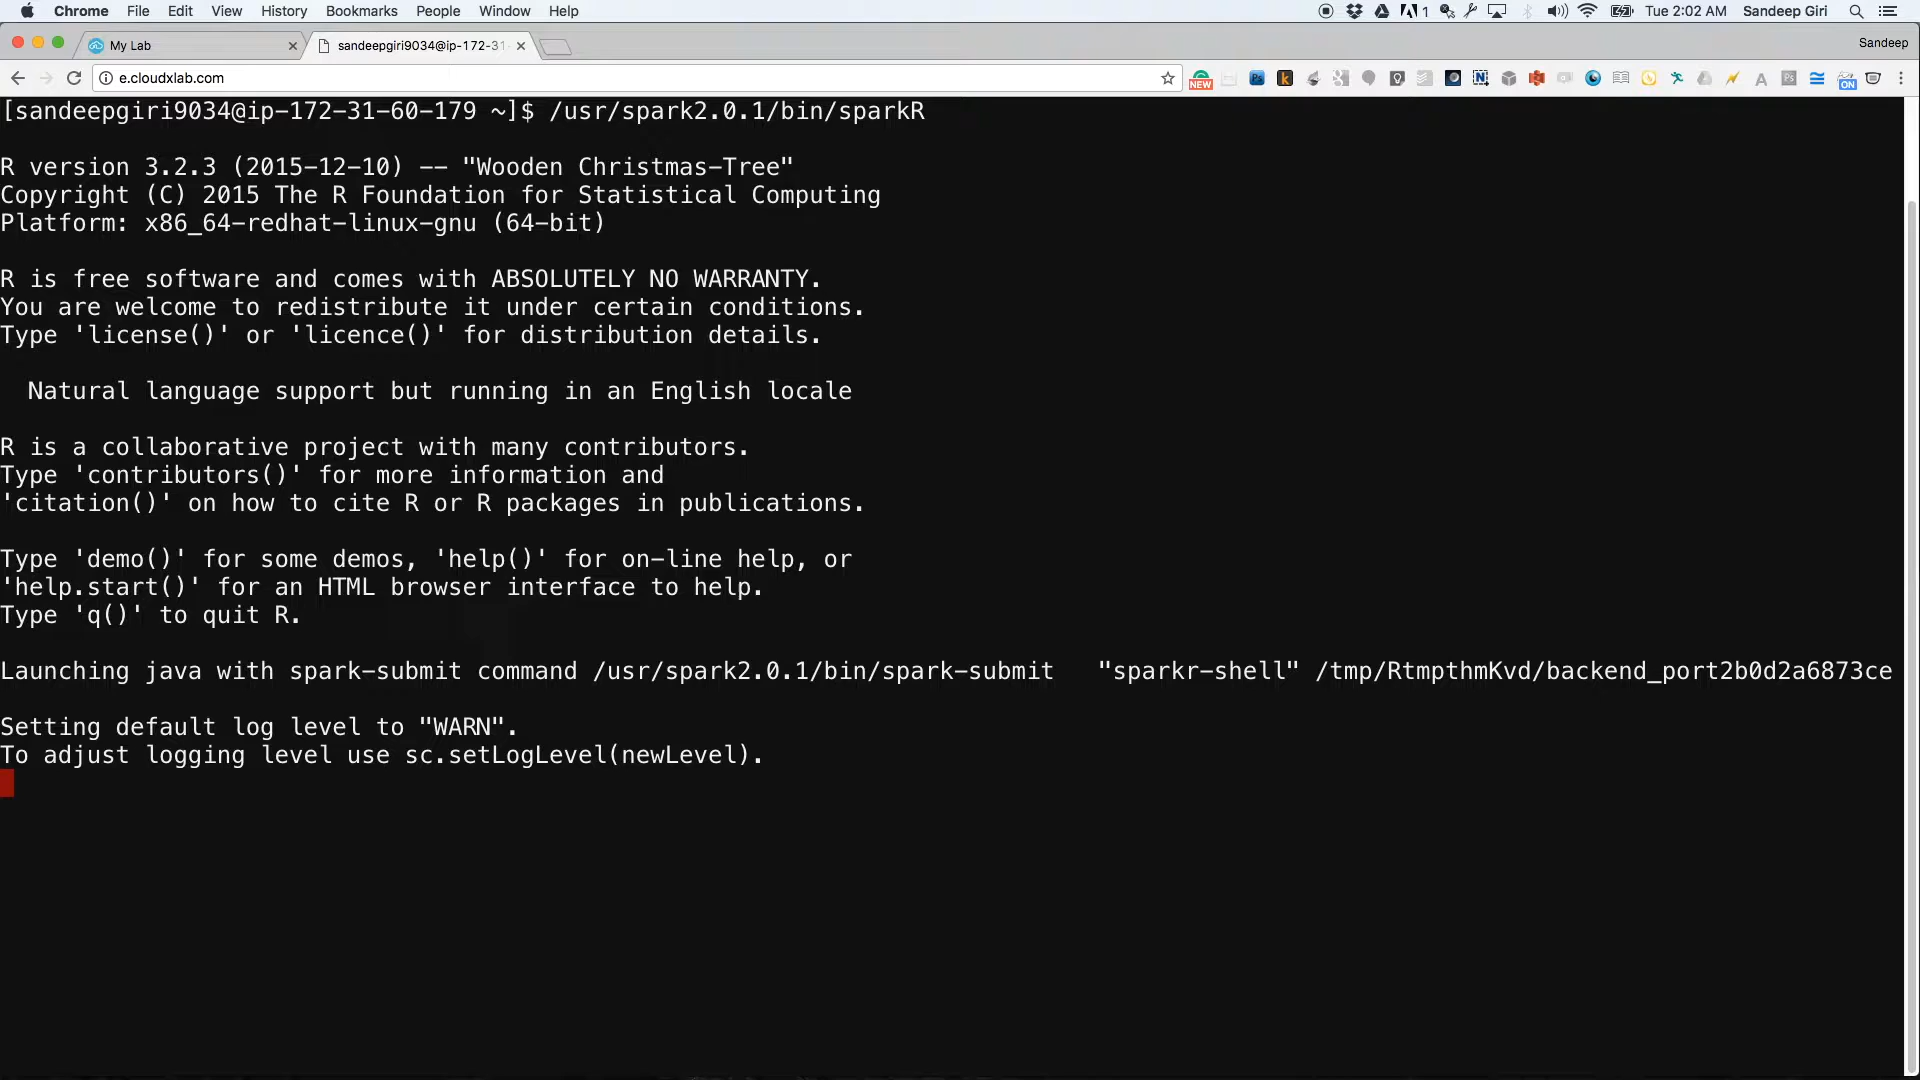 Chrome File Edit View History Bookmarks People Window Help 1 Tue 2:02 AM Sandeep Giri
My Lab sandeepgiri9034@ip-172-31 Sandeep
e.cloudxlab.com NEW ON
[sandeepgiri9034@ip-172-31-60-179 ~]$ /usr/spark2.0.1/bin/sparkR
R version 3.2.3 (2015-12-10) -- "Wooden Christmas-Tree"
Copyright (C) 2015 The R Foundation for Statistical Computing
Platform: x86_64-redhat-linux-gnu (64-bit)
R is free software and comes with ABSOLUTELY NO WARRANTY.
You are welcome to redistribute it under certain conditions.
Type 'license()' or 'licence()' for distribution details.
Natural language support but running in an English locale
R is a collaborative project with many contributors.
Type 'contributors()' for more information and
'citation()' on how to cite R or R packages in publications.
Type 'demo()' for some demos, 'help()' for on-line help, or
'help.start()' for an HTML browser interface to help.
Type 'q()' to quit R.
Launching java with spark-submit command /usr/spark2.0.1/bin/spark-submit "sparkr-shell" /tmp/RtmpthmKvd/backend_port2b0d2a6873ce
Setting default log level to "WARN".
To adjust logging level use sc.setLogLevel(newLevel).